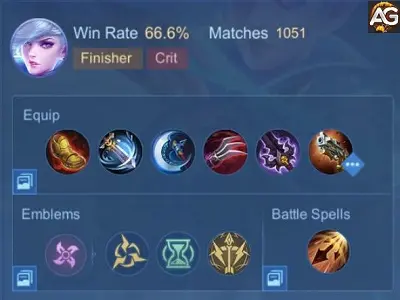 AG
Win Rate 66.6% Matches 1051
Finisher Crit
Equip
Emblems Battle Spells